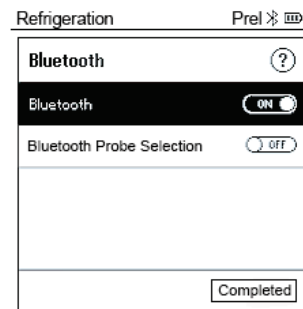 Refrigeration Prel
Bluetooth ?
Bluetooth ON
Bluetooth Probe Selection OFF
Completed